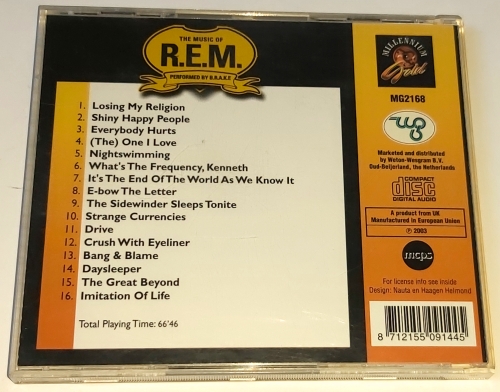 THE MUSIC OF
R.E.M.
PERFORMED BY D.R.A.K.E
1. Losing My Religion
2. Shiny Happy People
3. Everybody Hurts
4. (The) One I Love
5. Nightswimming
6. What's The Frequency, Kenneth
7. It's The End Of The World As We Know It
8. E-bow The Letter
9. The Sidewinder Sleeps Tonite
10. Strange Currencies
11. Drive
12. Crush With Eyeliner
13. Bang & Blame
14. Daysleeper
15. The Great Beyond
16. Imitation Of Life
Total Playing Time: 66'46
MILLENNIUM
Gold
MG2168
Marketed and distributed
by Weton-Wesgram B.V.
Oud-Beijerland, the Netherlands
COMPACT
disc
DIGITAL AUDIO
A product from UK
Manufactured in European Union
℗ 2003
mcps
For license info see inside
Design: Nauta en Haagen Helmond
8 712155 091445